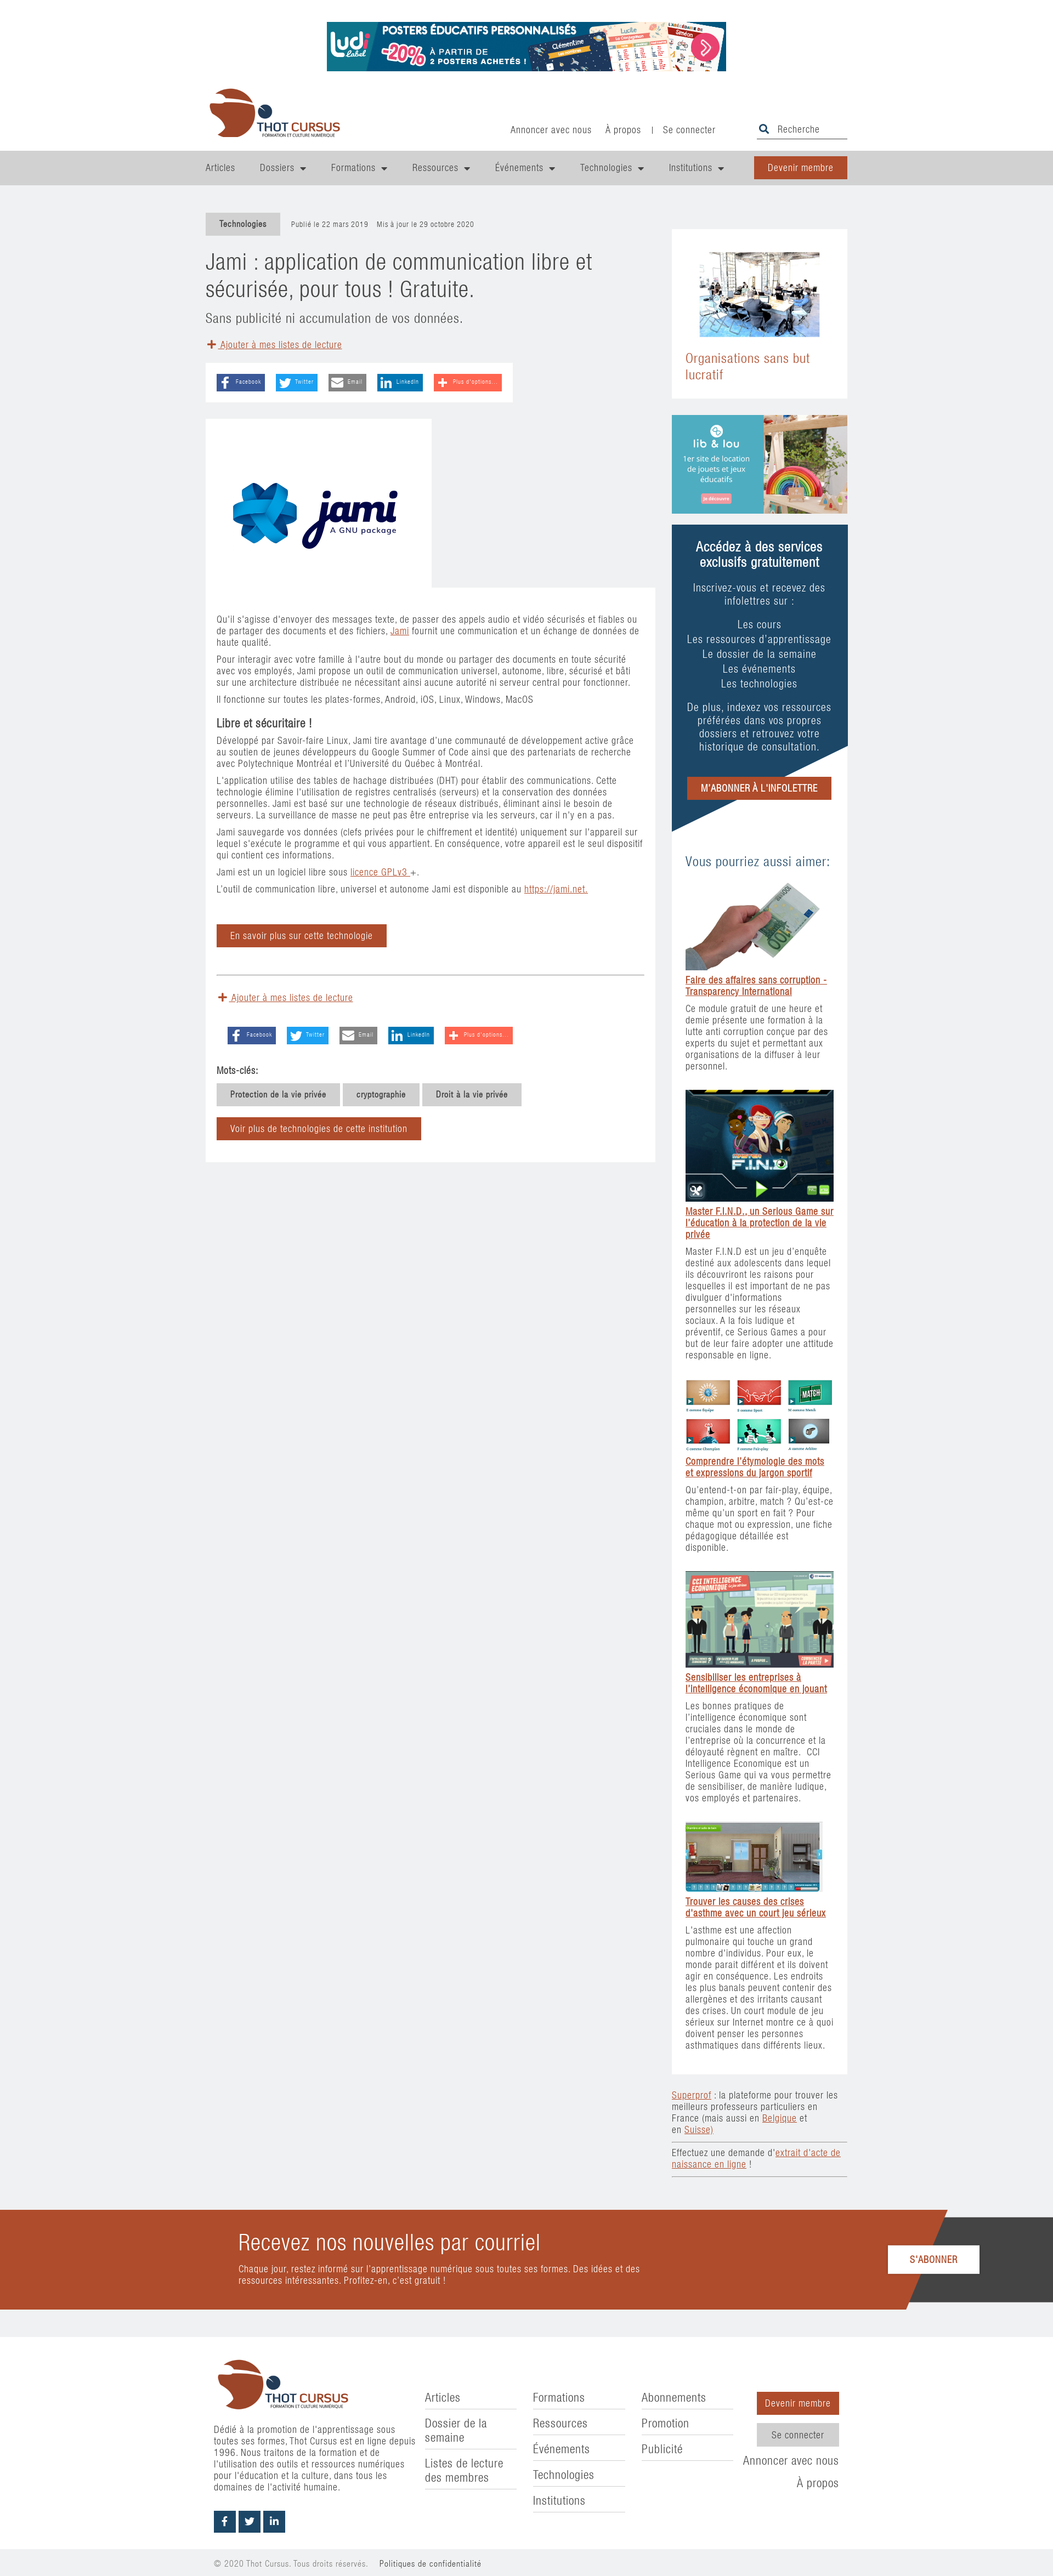 Ludi
Label
POSTERS ÉDUCATIFS PERSONNALISÉS
-20% À PARTIR DE
2 POSTERS ACHETÉS !
THOT CURSUS
FORMATION ET CULTURE NUMÉRIQUE
Annoncer avec nous À propos | Se connecter Recherche
Articles Dossiers Formations Ressources Événements Technologies Institutions Devenir membre
Technologies Publié le 22 mars 2019 Mis à jour le 29 octobre 2020
Jami : application de communication libre et
sécurisée, pour tous ! Gratuite.
Sans publicité ni accumulation de vos données.
Ajouter à mes listes de lecture
Facebook Twitter Email LinkedIn Plus d'options...
jami
A GNU package
Qu'il s'agisse d'envoyer des messages texte, de passer des appels audio et vidéo sécurisés et fiables ou
de partager des documents et des fichiers, Jami fournit une communication et un échange de données de
haute qualité.
Pour interagir avec votre famille à l'autre bout du monde ou partager des documents en toute sécurité
avec vos employés, Jami propose un outil de communication universel, autonome, libre, sécurisé et bâti
sur une architecture distribuée ne nécessitant ainsi aucune autorité ni serveur central pour fonctionner.
Il fonctionne sur toutes les plates-formes, Android, iOS, Linux, Windows, MacOS
Libre et sécuritaire !
Développé par Savoir-faire Linux, Jami tire avantage d'une communauté de développement active grâce
au soutien de jeunes développeurs du Google Summer of Code ainsi que des partenariats de recherche
avec Polytechnique Montréal et l'Université du Québec à Montréal.
L'application utilise des tables de hachage distribuées (DHT) pour établir des communications. Cette
technologie élimine l'utilisation de registres centralisés (serveurs) et la conservation des données
personnelles. Jami est basé sur une technologie de réseaux distribués, éliminant ainsi le besoin de
serveurs. La surveillance de masse ne peut pas être entreprise via les serveurs, car il n'y en a pas.
Jami sauvegarde vos données (clefs privées pour le chiffrement et identité) uniquement sur l'appareil sur
lequel s'exécute le programme et qui vous appartient. En conséquence, votre appareil est le seul dispositif
qui contient ces informations.
Jami est un un logiciel libre sous licence GPLv3 +.
L'outil de communication libre, universel et autonome Jami est disponible au https://jami.net.
En savoir plus sur cette technologie
Ajouter à mes listes de lecture
Facebook Twitter Email LinkedIn Plus d'options...
Mots-clés:
Protection de la vie privée cryptographie Droit à la vie privée
Voir plus de technologies de cette institution
Organisations sans but
lucratif
lib & lou
1er site de location
de jouets et jeux
éducatifs
je découvre
Accédez à des services
exclusifs gratuitement
Inscrivez-vous et recevez des
infolettres sur :
Les cours
Les ressources d'apprentissage
Le dossier de la semaine
Les événements
Les technologies
De plus, indexez vos ressources
préférées dans vos propres
dossiers et retrouvez votre
historique de consultation.
M'ABONNER À L'INFOLETTRE
Vous pourriez aussi aimer:
Faire des affaires sans corruption -
Transparency International
Ce module gratuit de une heure et
demie présente une formation à la
lutte anti corruption conçue par des
experts du sujet et permettant aux
organisations de la diffuser à leur
personnel.
F.I.N.D
Master F.I.N.D., un Serious Game sur
l'éducation à la protection de la vie
privée
Master F.I.N.D est un jeu d'enquête
destiné aux adolescents dans lequel
ils découvriront les raisons pour
lesquelles il est important de ne pas
divulguer d'informations
personnelles sur les réseaux
sociaux. A la fois ludique et
préventif, ce Serious Games a pour
but de leur faire adopter une attitude
responsable en ligne.
MATCH
Comprendre l'étymologie des mots
et expressions du jargon sportif
Qu'entend-t-on par fair-play, équipe,
champion, arbitre, match ? Qu'est-ce
même qu'un sport en fait ? Pour
chaque mot ou expression, une fiche
pédagogique détaillée est
disponible.
CCI INTELLIGENCE
ECONOMIQUE
Sensibiliser les entreprises à
l'intelligence économique en jouant
Les bonnes pratiques de
l'intelligence économique sont
cruciales dans le monde de
l'entreprise où la concurrence et la
déloyauté règnent en maître. CCI
Intelligence Economique est un
Serious Game qui va vous permettre
de sensibiliser, de manière ludique,
vos employés et partenaires.
Trouver les causes des crises
d'asthme avec un court jeu sérieux
L'asthme est une affection
pulmonaire qui touche un grand
nombre d'individus. Pour eux, le
monde parait différent et ils doivent
agir en conséquence. Les endroits
les plus banals peuvent contenir des
allergènes et des irritants causant
des crises. Un court module de jeu
sérieux sur Internet montre ce à quoi
doivent penser les personnes
asthmatiques dans différents lieux.
Superprof : la plateforme pour trouver les
meilleurs professeurs particuliers en
France (mais aussi en Belgique et
en Suisse)
Effectuez une demande d'extrait d'acte de
naissance en ligne !
Recevez nos nouvelles par courriel
Chaque jour, restez informé sur l'apprentissage numérique sous toutes ses formes. Des idées et des
ressources intéressantes. Profitez-en, c'est gratuit !
S'ABONNER
THOT CURSUS
FORMATION ET CULTURE NUMÉRIQUE
Dédié à la promotion de l'apprentissage sous
toutes ses formes, Thot Cursus est en ligne depuis
1996. Nous traitons de la formation et de
l'utilisation des outils et ressources numériques
pour l'éducation et la culture, dans tous les
domaines de l'activité humaine.
Articles
Dossier de la
semaine
Listes de lecture
des membres
Formations
Ressources
Événements
Technologies
Institutions
Abonnements
Promotion
Publicité
Devenir membre
Se connecter
Annoncer avec nous
À propos
© 2020 Thot Cursus. Tous droits réservés. Politiques de confidentialité